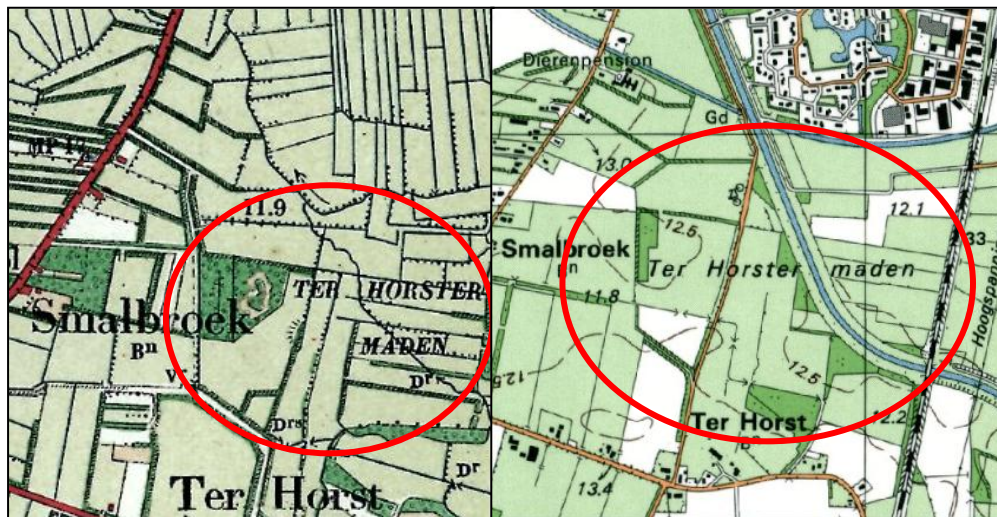 11.9
TER HORSTER
MADEN
Smalbroek
Bn
V
Dr
Drs
Dr
Ter Horst
Dierenpension
Gd
13.0
12.1
12.5
Smalbroek
Ter Horster maden
11.8
33
Hoogspanni
12.5
12.5
12.2
Ter Horst
13.4